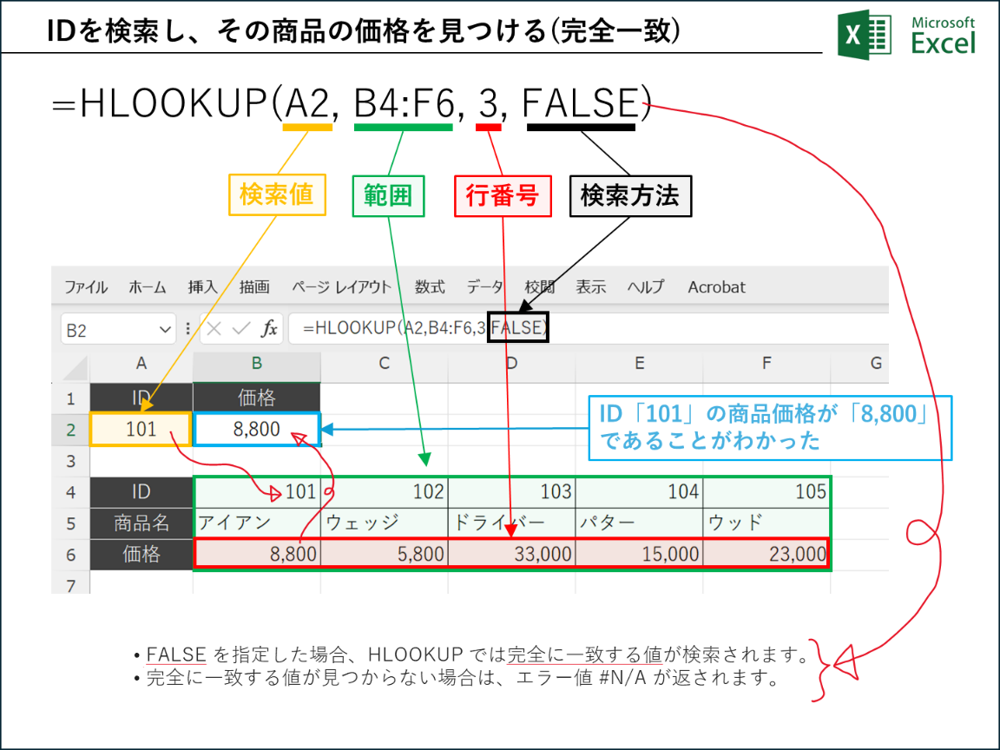 IDを検索し、その商品の価格を見つける(完全一致)
Microsoft
Excel
=HLOOKUP(A2, B4:F6, 3, FALSE)
検索値 範囲 行番号 検索方法
ファイル ホーム 挿入 描画 ページ レイアウト 数式 データ 校閲 表示 ヘルプ Acrobat
B2 fx =HLOOKUP(A2,B4:F6,3,FALSE)
A B C D E F G
1 ID 価格
2 101 8,800
ID「101」の商品価格が「8,800」
であることがわかった
3
4 ID 101 102 103 104 105
5 商品名 アイアン ウェッジ ドライバー パター ウッド
6 価格 8,800 5,800 33,000 15,000 23,000
7
• FALSE を指定した場合、HLOOKUP では完全に一致する値が検索されます。
• 完全に一致する値が見つからない場合は、エラー値 #N/A が返されます。